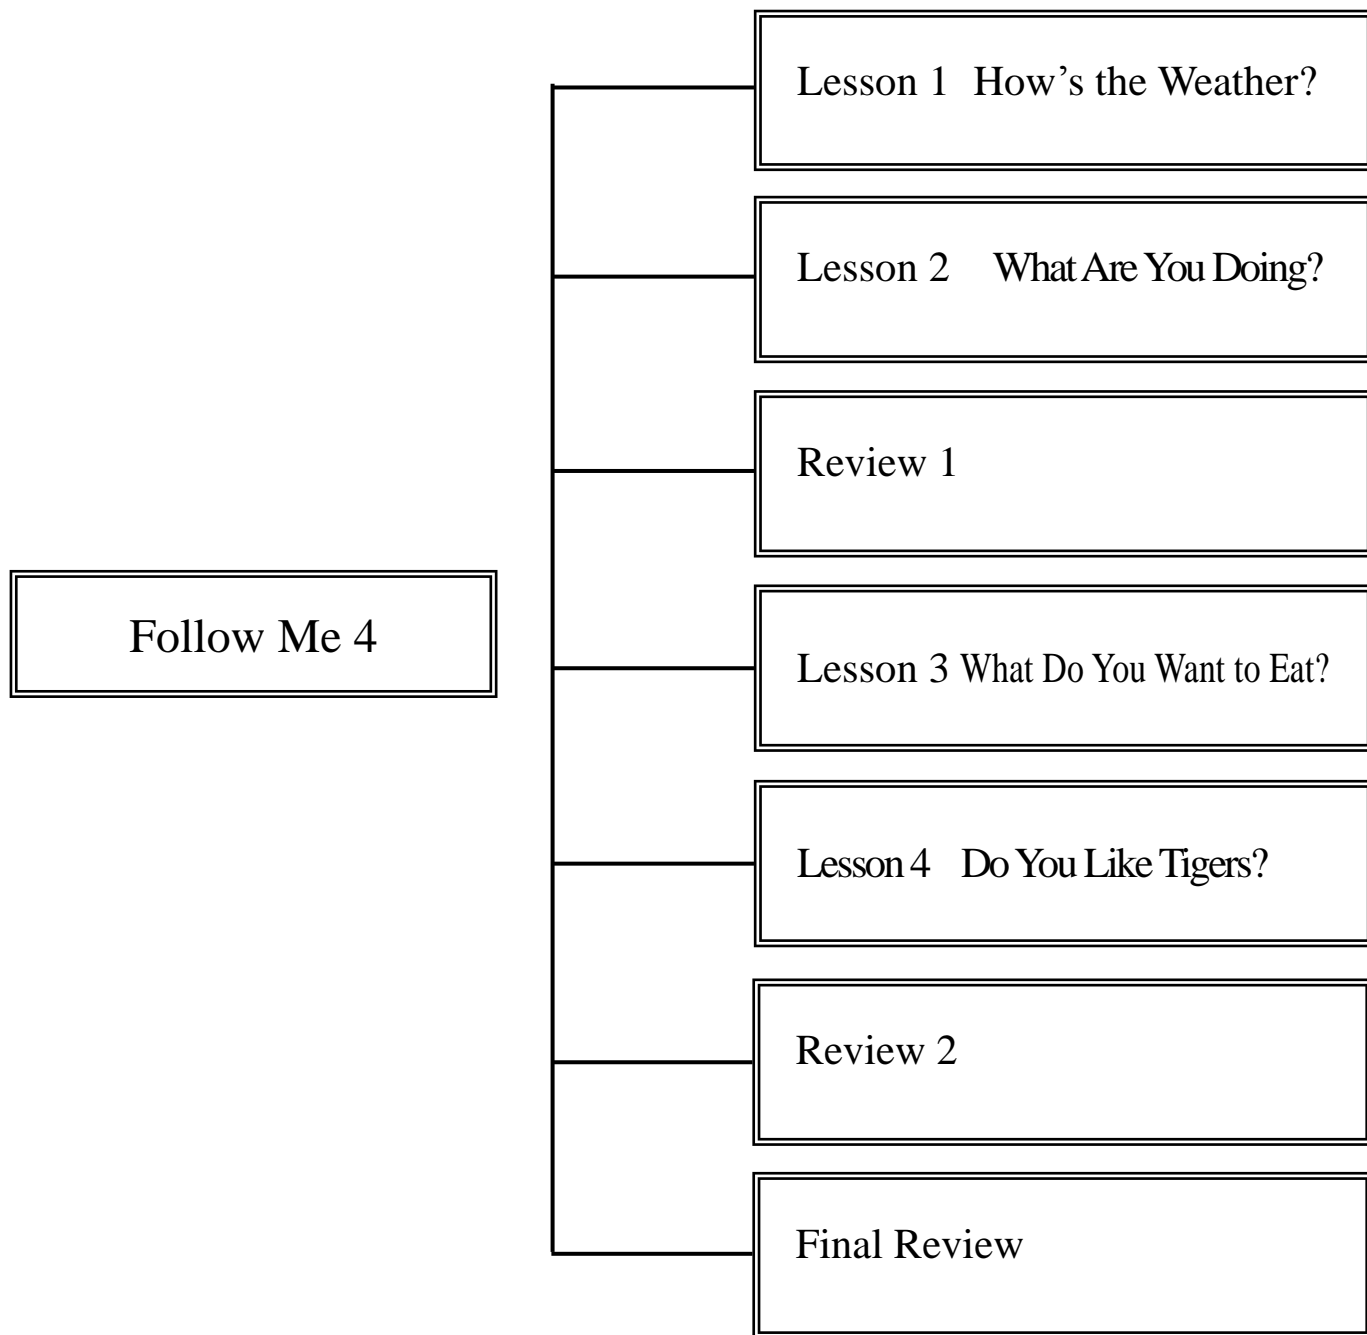 Lesson 1 How’s the Weather?
Lesson 2 What Are You Doing?
Review 1
Follow Me 4
Lesson 3 What Do You Want to Eat?
Lesson 4 Do You Like Tigers?
Review 2
Final Review